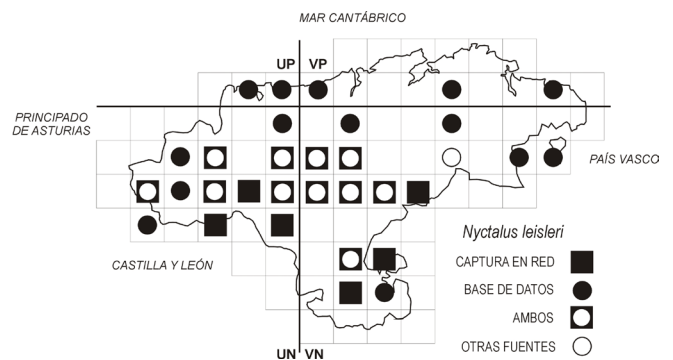 MAR CANTÁBRICO
UP VP
PRINCIPADO
DE ASTURIAS
PAÍS VASCO
CASTILLA Y LEÓN
Nyctalus leisleri
CAPTURA EN RED
BASE DE DATOS
AMBOS
OTRAS FUENTES
UN VN